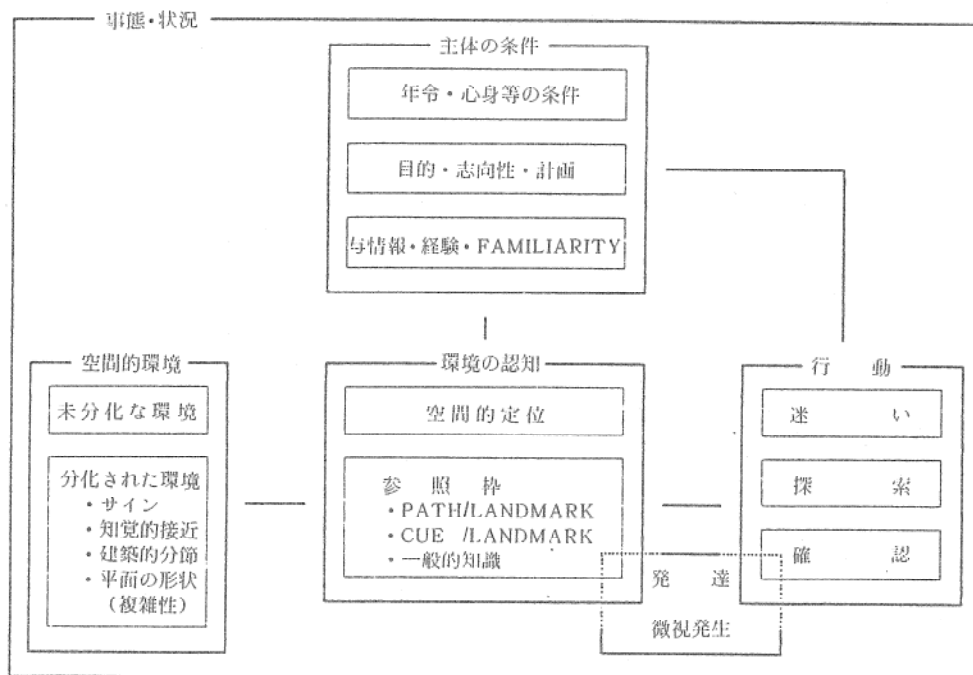 事態・状況
主体の条件
年令・心身等の条件
目的・志向性・計画
与情報・経験・FAMILIARITY
空間的環境
未分化な環境
分化された環境
・サイン
・知覚的接近
・建築的分節
・平面の形状
（複雑性）
環境の認知
空間的定位
参照枠
・PATH/LANDMARK
・CUE /LANDMARK
・一般的知識
行動
迷い
探索
確認
発達
微視発生